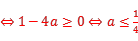 ⇔ 1 − 4a ≥ 0 ⇔ a ≤ 1/4